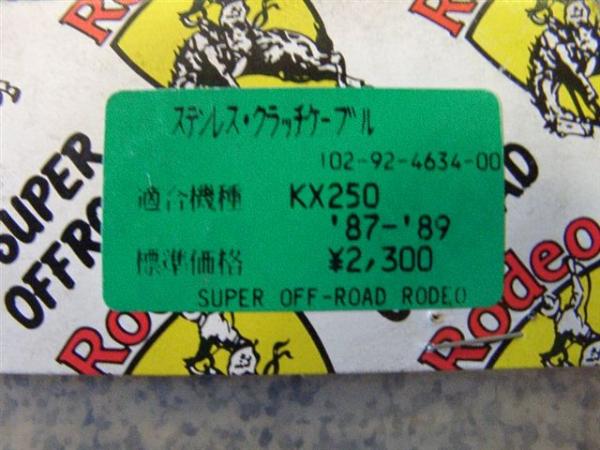 Rodeo
Rodeo
ステンレス・クラッチケーブル
102-92-4634-00
適合機種 KX250
'87-'89
標準価格 ¥2,300
SUPER OFF-ROAD RODEO
SUPER
OFFRO
AD
Ro
Rodeo